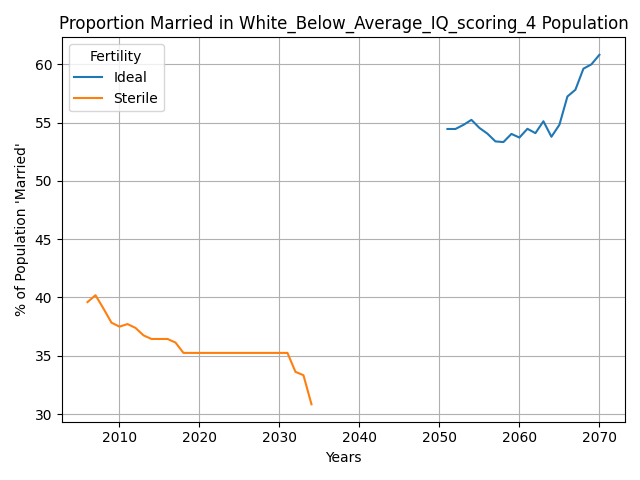 Proportion Married in White_Below_Average_IQ_scoring_4 Population
Fertility
Ideal
Sterile
% of Population 'Married'
60
55
50
45
40
35
30
2010 2020 2030 2040 2050 2060 2070
Years